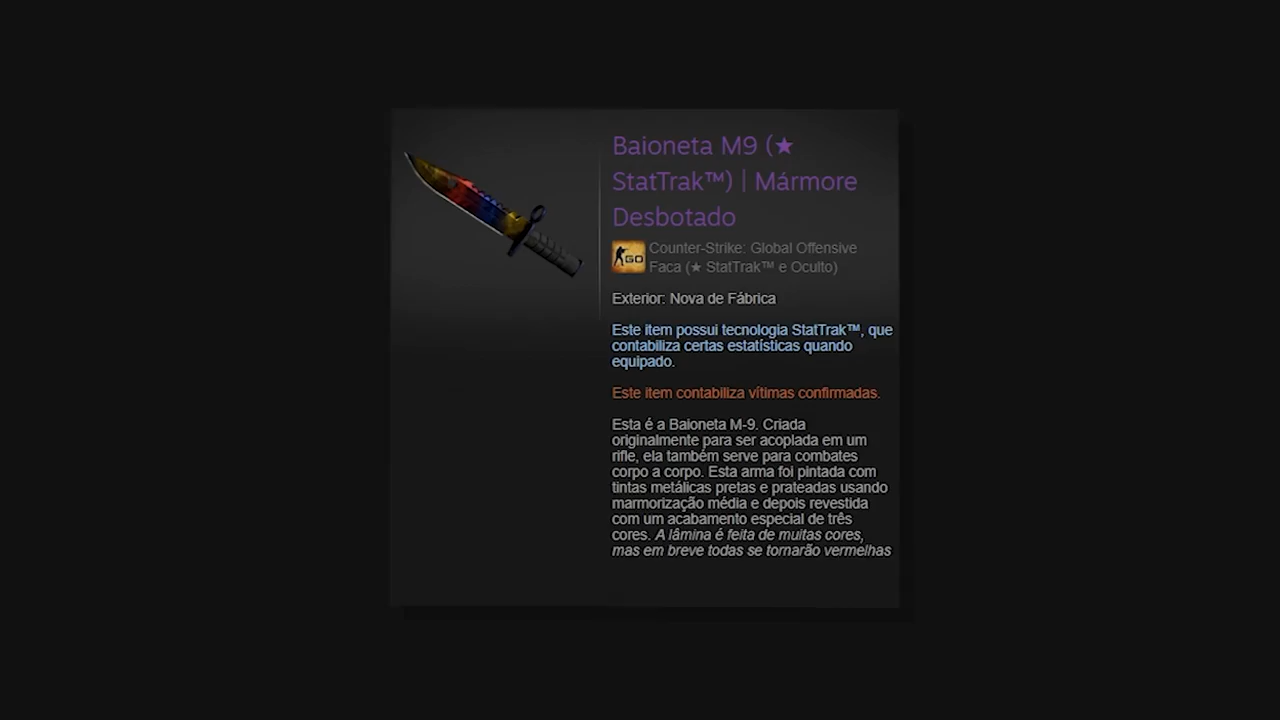 Baioneta M9 (★
StatTrak™) | Mármore
Desbotado
GO
Counter-Strike: Global Offensive
Faca (★ StatTrak™ e Oculto)
Exterior: Nova de Fábrica
Este item possui tecnologia StatTrak™, que
contabiliza certas estatísticas quando
equipado.
Este item contabiliza vítimas confirmadas.
Esta é a Baioneta M-9. Criada
originalmente para ser acoplada em um
rifle, ela também serve para combates
corpo a corpo. Esta arma foi pintada com
tintas metálicas pretas e prateadas usando
marmorização média e depois revestida
com um acabamento especial de três
cores. A lâmina é feita de muitas cores,
mas em breve todas se tornarão vermelhas